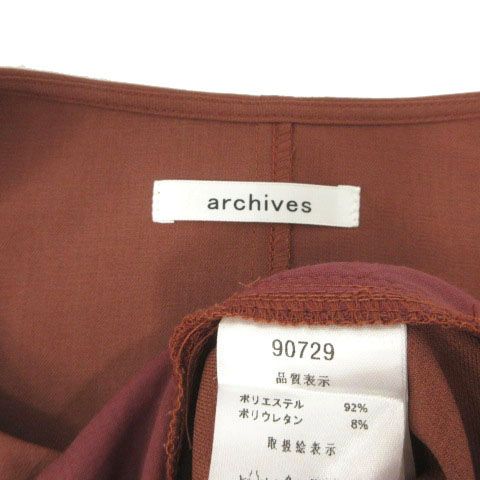 archives
90729
品質表示
ポリエステル 92%
ポリウレタン 8%
取扱絵表示